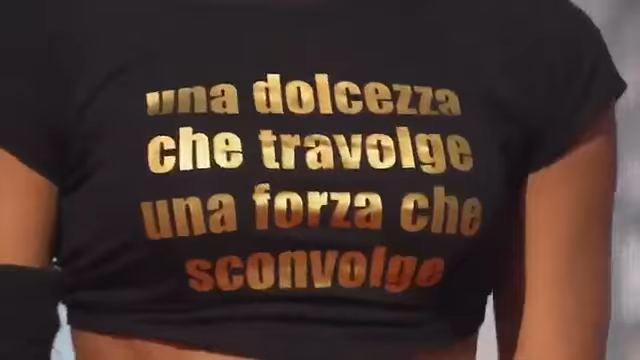 una dolcezza
che travolge
una forza che
sconvolge